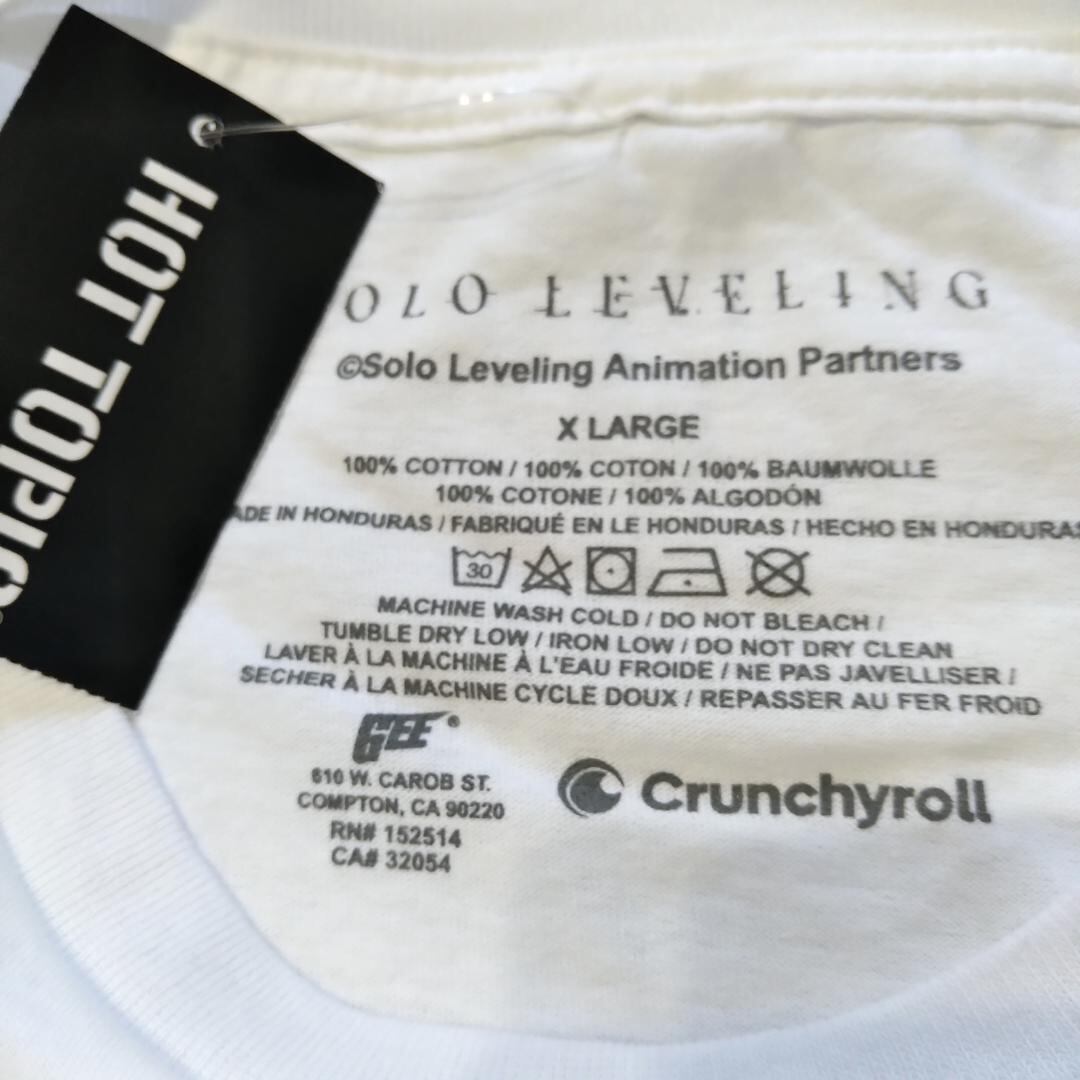 HOT TOPIC
OLO LEVELING
©Solo Leveling Animation Partners
X LARGE
100% COTTON / 100% COTON / 100% BAUMWOLLE
100% COTONE / 100% ALGODÓN
ADE IN HONDURAS / FABRIQUÉ EN LE HONDURAS / HECHO EN HONDURAS
30
MACHINE WASH COLD / DO NOT BLEACH /
TUMBLE DRY LOW / IRON LOW / DO NOT DRY CLEAN
LAVER À LA MACHINE À L'EAU FROIDE / NE PAS JAVELLISER /
SECHER À LA MACHINE CYCLE DOUX / REPASSER AU FER FROID
GEE®
610 W. CAROB ST.
COMPTON, CA 90220
RN# 152514
CA# 32054
Crunchyroll